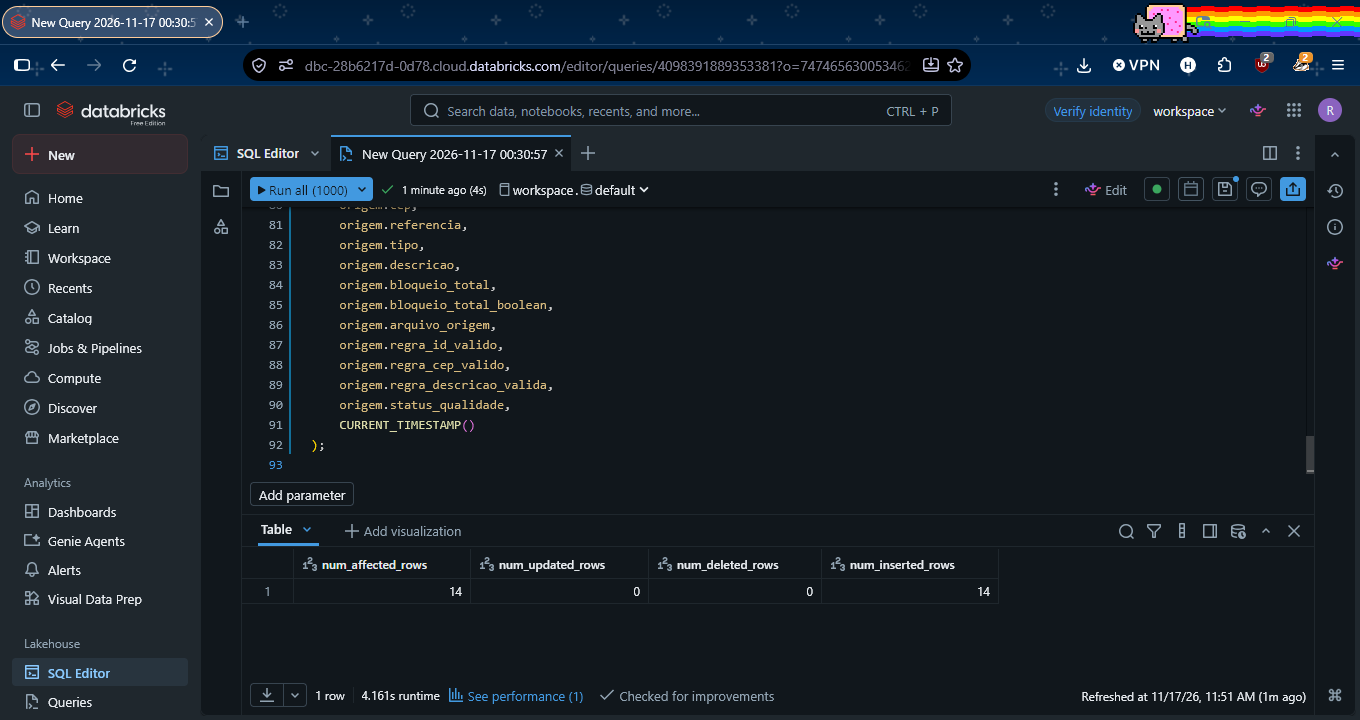 New Query 2026-11-17 00:30:5
dbc-28b6217d-0d78.cloud.databricks.com/editor/queries/4098391889353381?o=747465630053462
VPN
2
2
databricks
Free Edition
Search data, notebooks, recents, and more...
CTRL + P
Verify identity
workspace
R
New
Home
Learn
Workspace
Recents
Catalog
Jobs & Pipelines
Compute
Discover
Marketplace
Analytics
Dashboards
Genie Agents
Alerts
Visual Data Prep
Lakehouse
SQL Editor
Queries
SQL Editor
New Query 2026-11-17 00:30:57
Run all (1000)
1 minute ago (4s)
workspace . default
Edit
80 origem.cep,
81 origem.referencia,
82 origem.tipo,
83 origem.descricao,
84 origem.bloqueio_total,
85 origem.bloqueio_total_boolean,
86 origem.arquivo_origem,
87 origem.regra_id_valido,
88 origem.regra_cep_valido,
89 origem.regra_descricao_valida,
90 origem.status_qualidade,
91 CURRENT_TIMESTAMP()
92 );
93
Add parameter
Table
Add visualization
num_affected_rows num_updated_rows num_deleted_rows num_inserted_rows
1 14 0 0 14
1 row
4.161s runtime
See performance (1)
Checked for improvements
Refreshed at 11/17/26, 11:51 AM (1m ago)